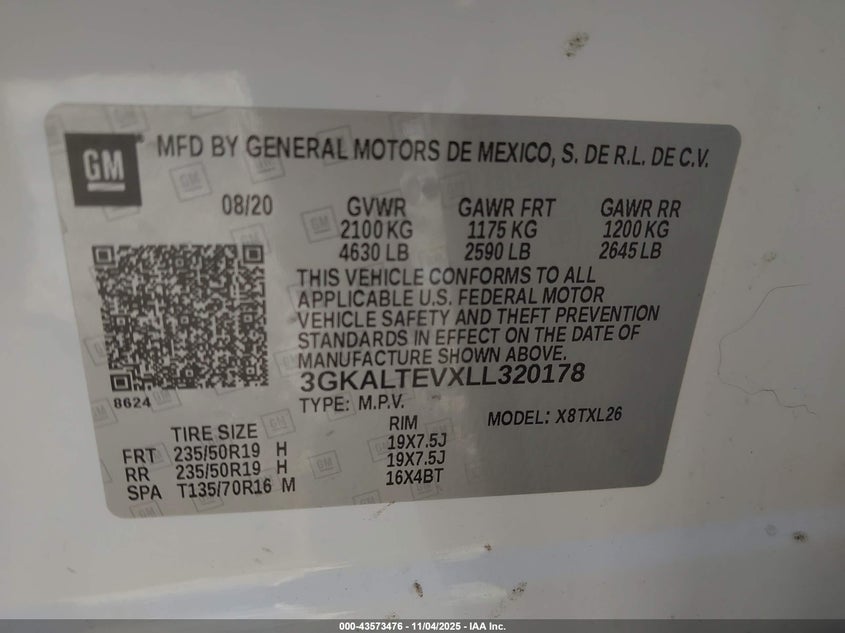 GM
MFD BY GENERAL MOTORS DE MEXICO, S. DE R.L. DE C.V.
08/20 GVWR GAWR FRT GAWR RR
2100 KG 1175 KG 1200 KG
4630 LB 2590 LB 2645 LB
THIS VEHICLE CONFORMS TO ALL
APPLICABLE U.S. FEDERAL MOTOR
VEHICLE SAFETY AND THEFT PREVENTION
STANDARDS IN EFFECT ON THE DATE OF
MANUFACTURE SHOWN ABOVE.
3GKALTEVXLL320178
8624
TYPE: M.P.V. MODEL: X8TXL26
TIRE SIZE RIM
FRT 235/50R19 H 19X7.5J
RR 235/50R19 H 19X7.5J
SPA T135/70R16 M 16X4BT
000-43573476 - 11/04/2025 - IAA Inc.